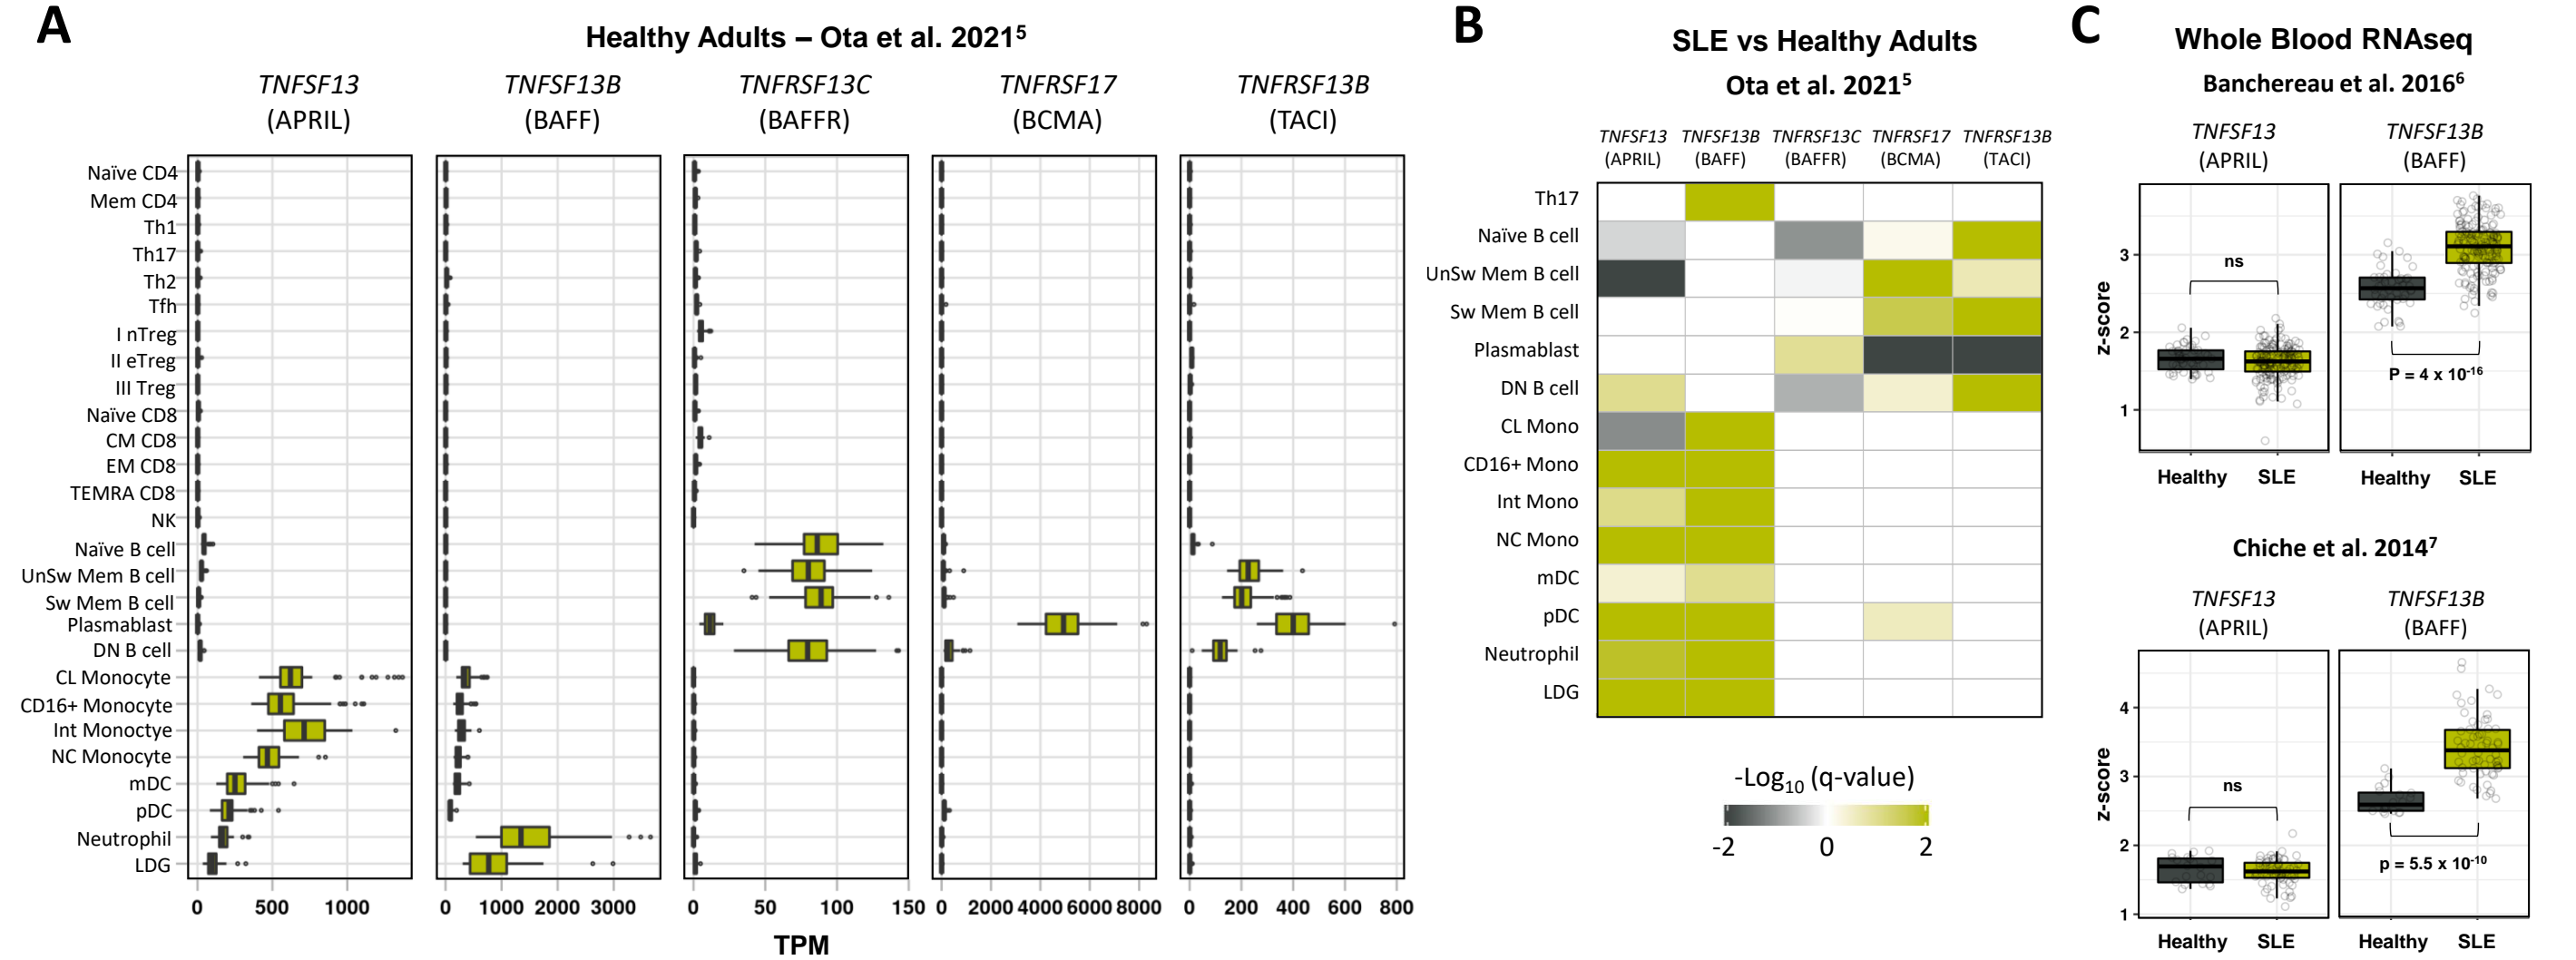 A
Healthy Adults – Ota et al. 2021⁵
TNFSF13
(APRIL)
TNFSF13B
(BAFF)
TNFRSF13C
(BAFFR)
TNFRSF17
(BCMA)
TNFRSF13B
(TACI)
Naïve CD4
Mem CD4
Th1
Th17
Th2
Tfh
I nTreg
II eTreg
III Treg
Naïve CD8
CM CD8
EM CD8
TEMRA CD8
NK
Naïve B cell
UnSw Mem B cell
Sw Mem B cell
Plasmablast
DN B cell
CL Monocyte
CD16+ Monocyte
Int Monoctye
NC Monocyte
mDC
pDC
Neutrophil
LDG
0 500 1000
0 1000 2000 3000
0 50 100 150
0 2000 4000 6000 8000
0 200 400 600 800
TPM
B
SLE vs Healthy Adults
Ota et al. 2021⁵
TNFSF13
(APRIL)
TNFSF13B
(BAFF)
TNFRSF13C
(BAFFR)
TNFRSF17
(BCMA)
TNFRSF13B
(TACI)
Th17
Naïve B cell
UnSw Mem B cell
Sw Mem B cell
Plasmablast
DN B cell
CL Mono
CD16+ Mono
Int Mono
NC Mono
mDC
pDC
Neutrophil
LDG
-Log₁₀ (q-value)
-2 0 2
C
Whole Blood RNAseq
Banchereau et al. 2016⁶
TNFSF13
(APRIL)
TNFSF13B
(BAFF)
z-score
3
2
1
ns
P = 4 x 10⁻¹⁶
Healthy SLE
Healthy SLE
Chiche et al. 2014⁷
TNFSF13
(APRIL)
TNFSF13B
(BAFF)
z-score
4
3
2
1
ns
p = 5.5 x 10⁻¹⁰
Healthy SLE
Healthy SLE